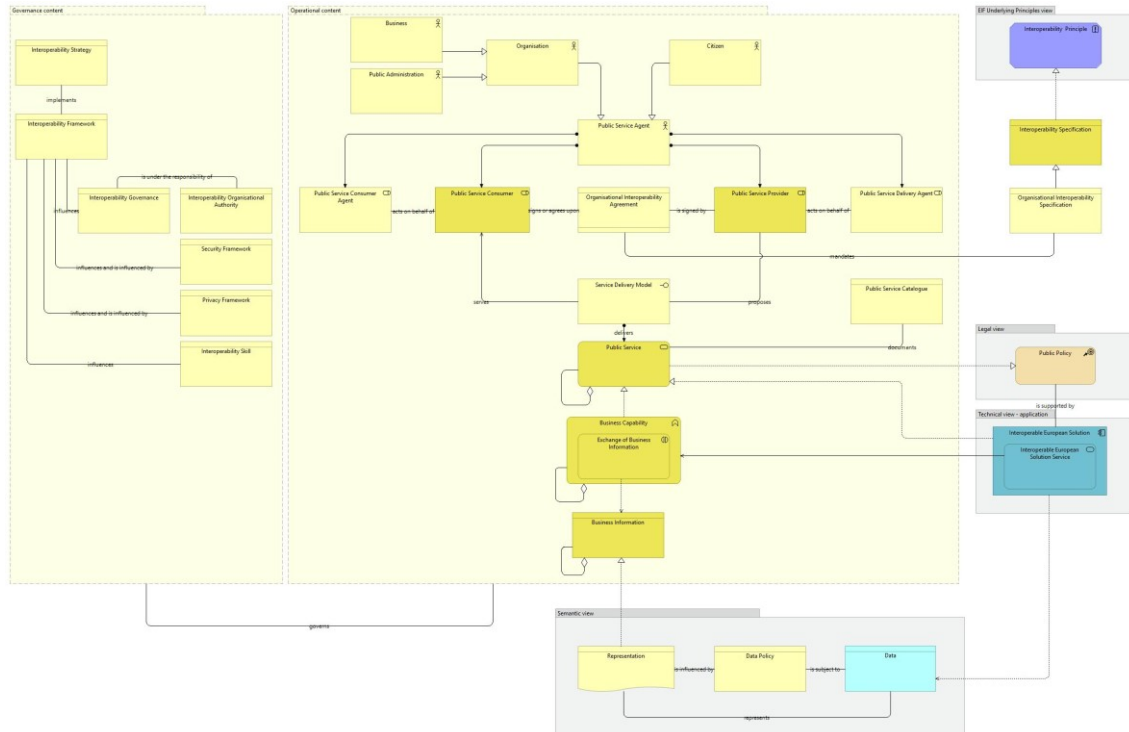 Governance content
Interoperability Strategy
implements
Interoperability Framework
is under the responsibility of
influences
Interoperability Governance
Interoperability Organisational
Authority
Security Framework
influences and is influenced by
Privacy Framework
influences and is influenced by
Interoperability Skill
influences
Operational content
Business
Organisation
Citizen
Public Administration
Public Service Agent
Public Service Consumer
Agent
acts on behalf of
Public Service Consumer
signs or agrees upon
Organisational Interoperability
Agreement
is signed by
Public Service Provider
acts on behalf of
Public Service Delivery Agent
mandates
Service Delivery Model
serves
proposes
Public Service Catalogue
delivers
Public Service
documents
Business Capability
Exchange of Business
Information
Business Information
governs
EIF Underlying Principles view
Interoperability Principle
Interoperability Specification
Organisational Interoperability
Specification
Legal view
Public Policy
is supported by
Technical view - application
Interoperable European Solution
Interoperable European
Solution Service
Semantic view
Representation
is influenced by
Data Policy
is subject to
Data
represents